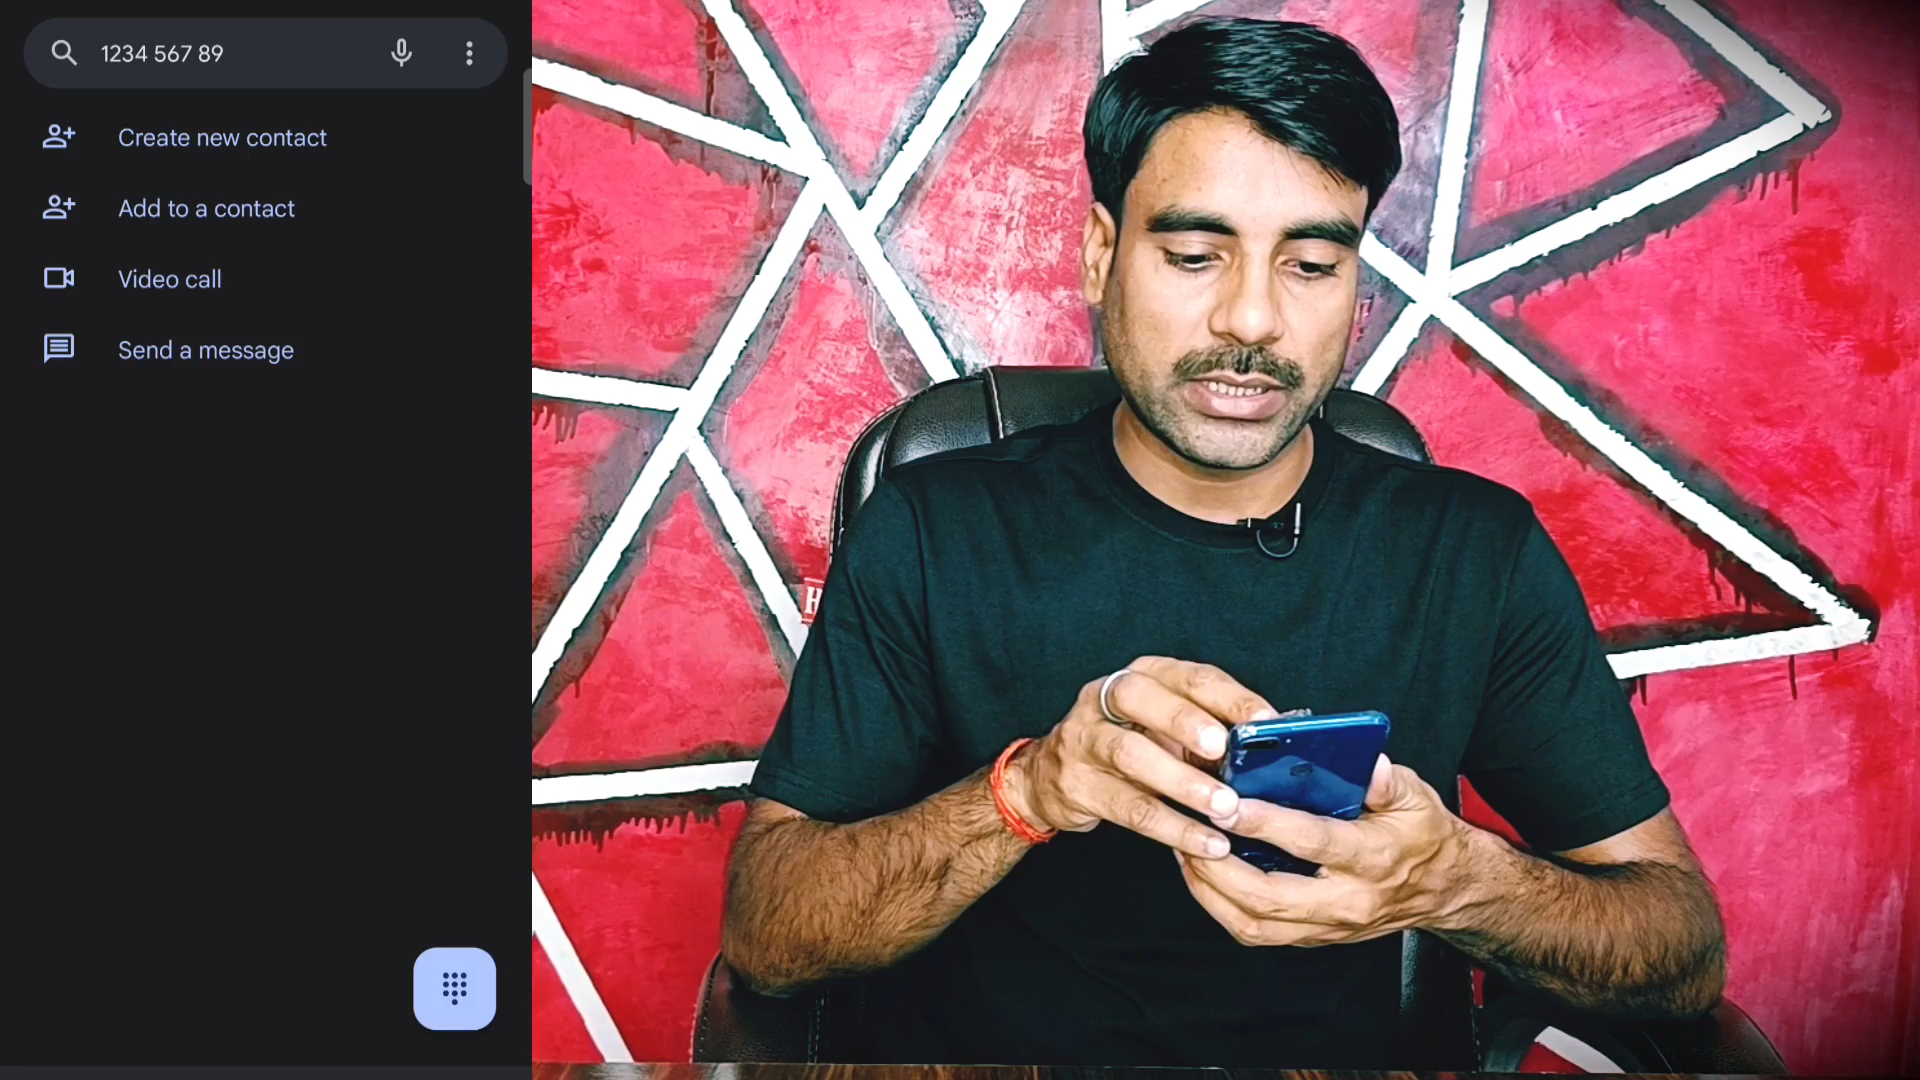 1234 567 89
Create new contact
Add to a contact
Video call
Send a message
H